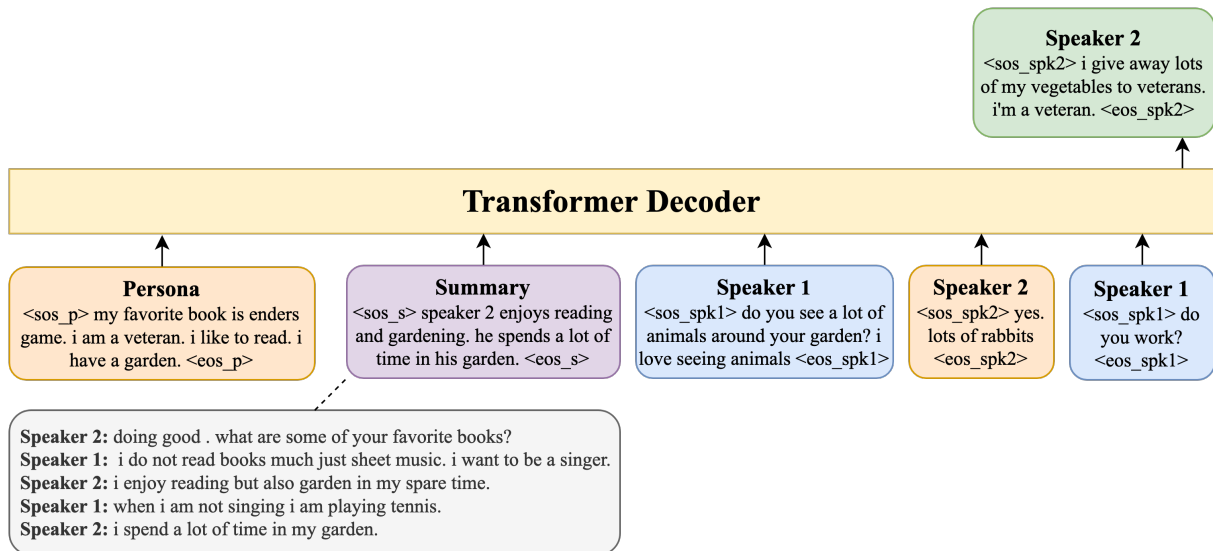 Speaker 2
<sos_spk2> i give away lots
of my vegetables to veterans.
i'm a veteran. <eos_spk2>
Transformer Decoder
Persona
<sos_p> my favorite book is enders
game. i am a veteran. i like to read. i
have a garden. <eos_p>
Summary
<sos_s> speaker 2 enjoys reading
and gardening. he spends a lot of
time in his garden. <eos_s>
Speaker 1
<sos_spk1> do you see a lot of
animals around your garden? i
love seeing animals <eos_spk1>
Speaker 2
<sos_spk2> yes.
lots of rabbits
<eos_spk2>
Speaker 1
<sos_spk1> do
you work?
<eos_spk1>
Speaker 2: doing good . what are some of your favorite books?
Speaker 1: i do not read books much just sheet music. i want to be a singer.
Speaker 2: i enjoy reading but also garden in my spare time.
Speaker 1: when i am not singing i am playing tennis.
Speaker 2: i spend a lot of time in my garden.